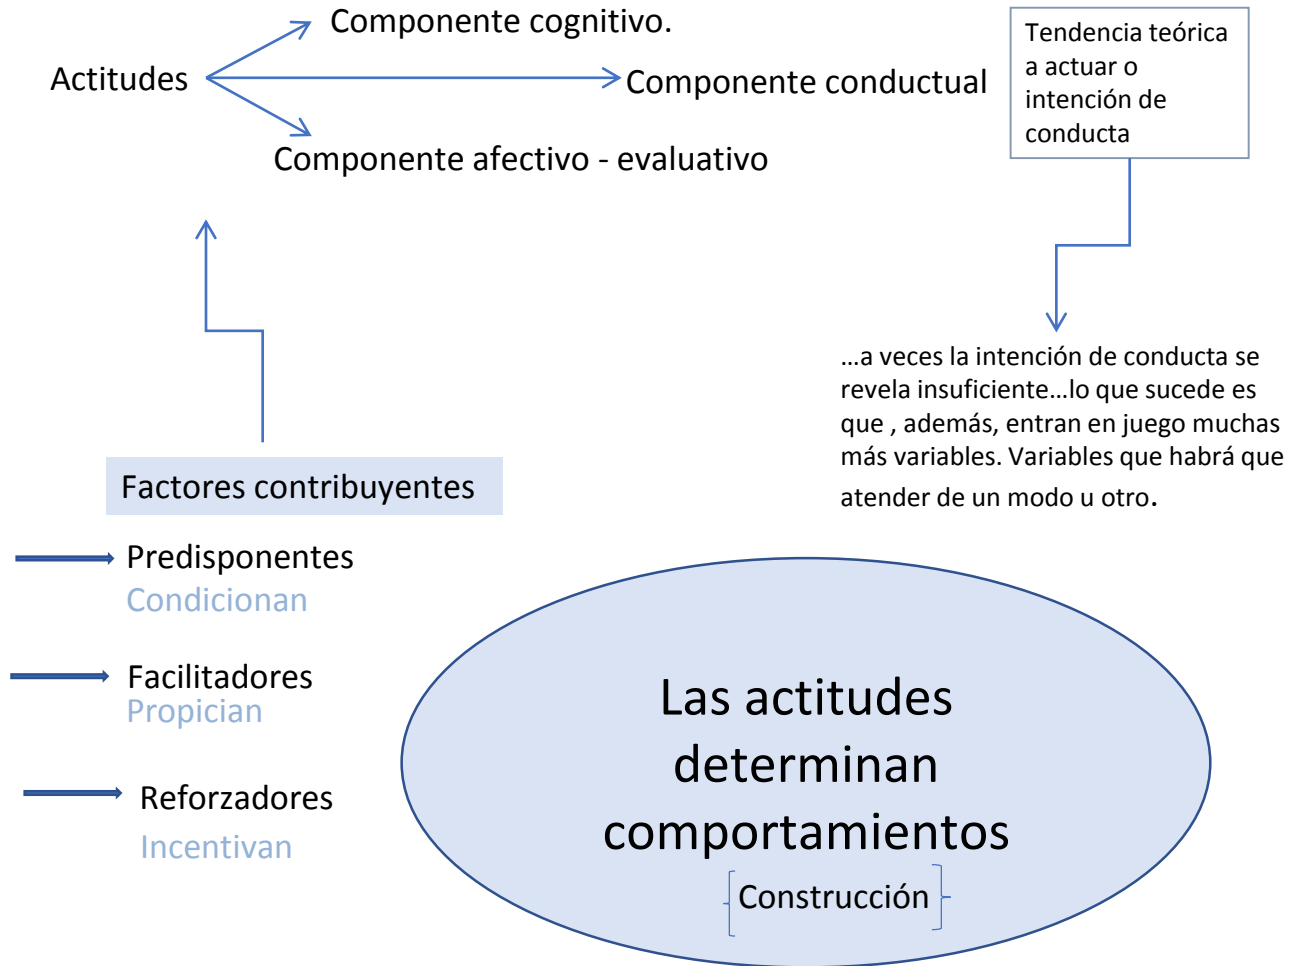 Componente cognitivo.
Actitudes
Componente conductual
Componente afectivo - evaluativo
Tendencia teórica
a actuar o
intención de
conducta
…a veces la intención de conducta se
revela insuficiente…lo que sucede es
que , además, entran en juego muchas
más variables. Variables que habrá que
atender de un modo u otro.
Factores contribuyentes
Predisponentes
Condicionan
Facilitadores
Propician
Reforzadores
Incentivan
Las actitudes
determinan
comportamientos
Construcción